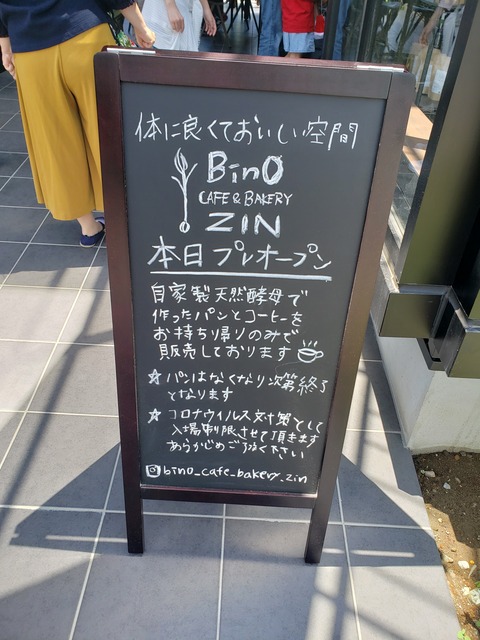 体に良くておいしい空間
BinO
CAFE & BAKERY
ZIN
本日プレオープン
自家製天然酵母で
作ったパンとコーヒーを
お持ち帰りのみで
販売しております
☆パンはなくなり次第終了
となります
☆コロナウイルス対策として
入場制限させて頂きます
あらかじめご了承ください
bino_cafe_bakery_zin